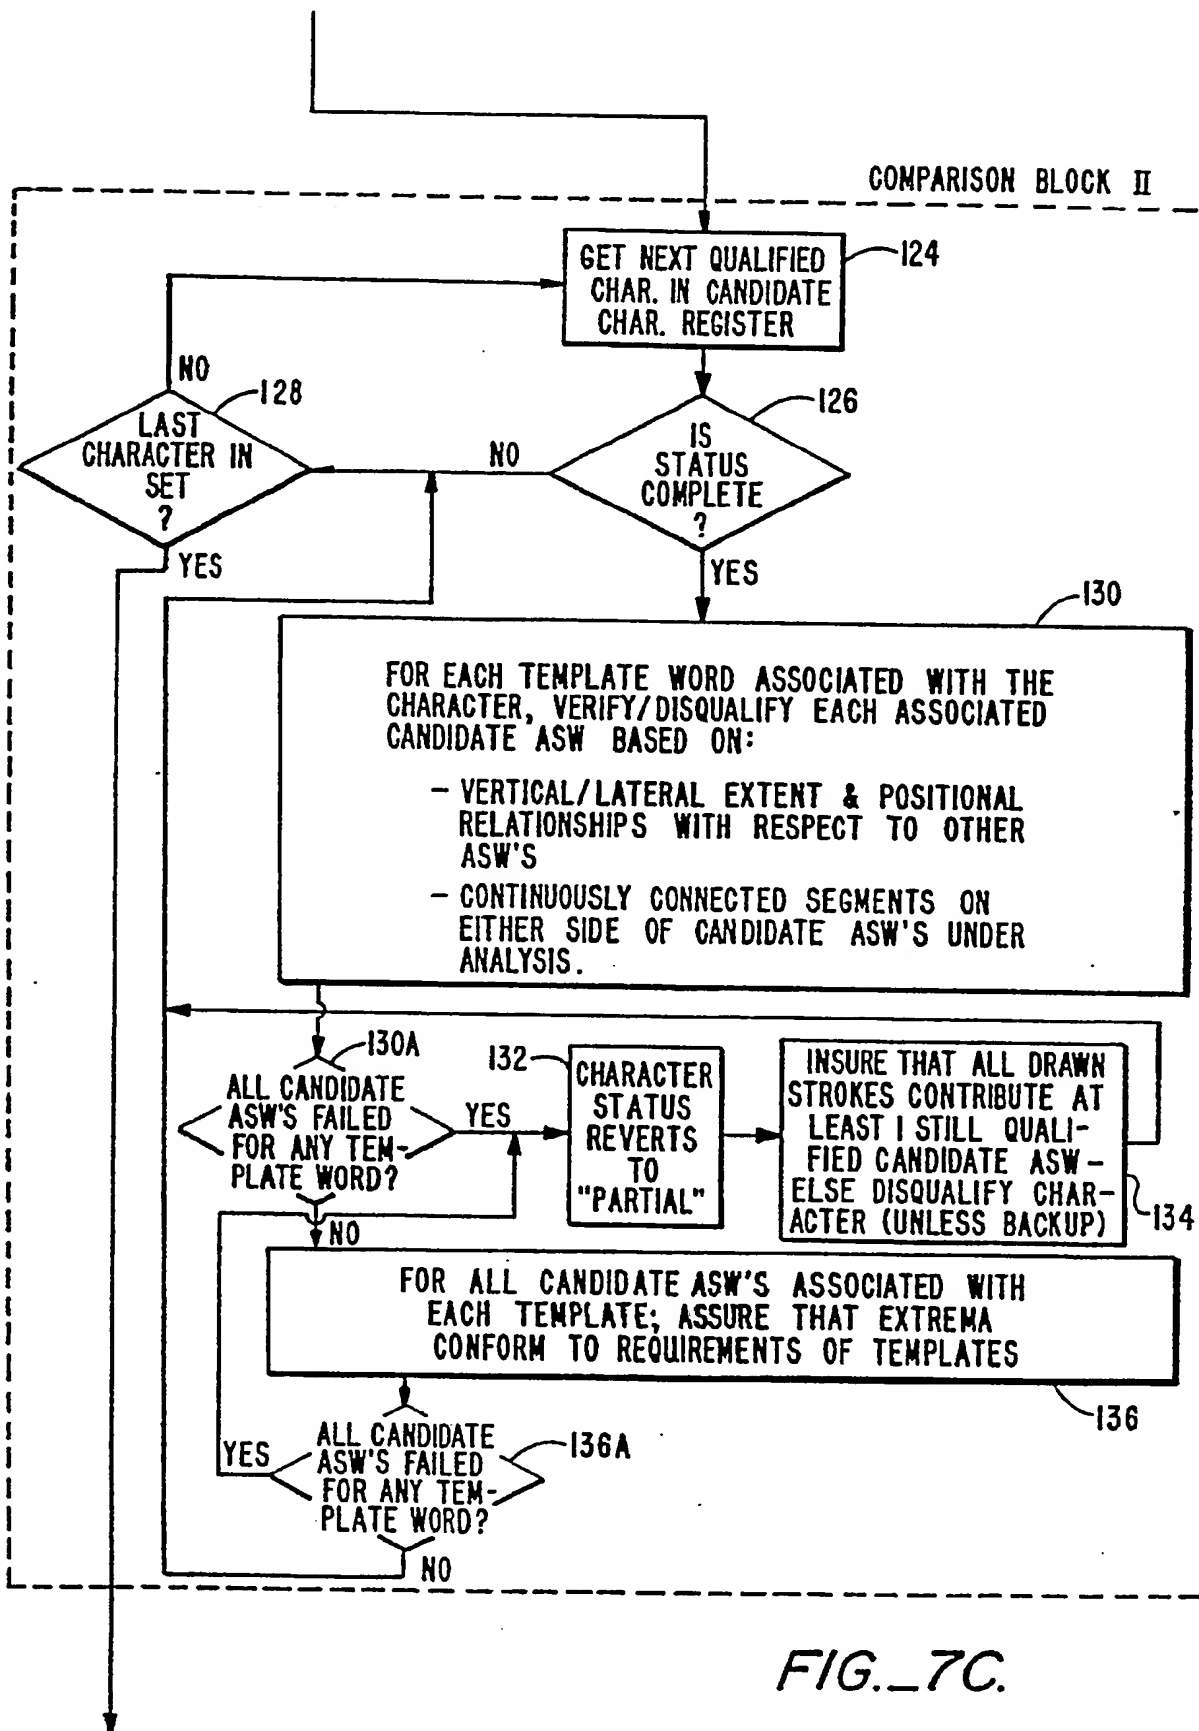 COMPARISON BLOCK II
GET NEXT QUALIFIED
CHAR. IN CANDIDATE
CHAR. REGISTER
124
NO
128
LAST
CHARACTER IN
SET
?
YES
126
IS
STATUS
COMPLETE
?
NO
YES
130
FOR EACH TEMPLATE WORD ASSOCIATED WITH THE
CHARACTER, VERIFY/DISQUALIFY EACH ASSOCIATED
CANDIDATE ASW BASED ON:
- VERTICAL/LATERAL EXTENT & POSITIONAL
RELATIONSHIPS WITH RESPECT TO OTHER
ASW'S
- CONTINUOUSLY CONNECTED SEGMENTS ON
EITHER SIDE OF CANDIDATE ASW'S UNDER
ANALYSIS.
130A
ALL CANDIDATE
ASW'S FAILED
FOR ANY TEM-
PLATE WORD?
YES
NO
132
CHARACTER
STATUS
REVERTS
TO
"PARTIAL"
INSURE THAT ALL DRAWN
STROKES CONTRIBUTE AT
LEAST 1 STILL QUALI-
FIED CANDIDATE ASW-
ELSE DISQUALIFY CHAR-
ACTER (UNLESS BACKUP)
134
FOR ALL CANDIDATE ASW'S ASSOCIATED WITH
EACH TEMPLATE; ASSURE THAT EXTREMA
CONFORM TO REQUIREMENTS OF TEMPLATES
136
ALL CANDIDATE
ASW'S FAILED
FOR ANY TEM-
PLATE WORD?
136A
YES
NO
FIG._7C.